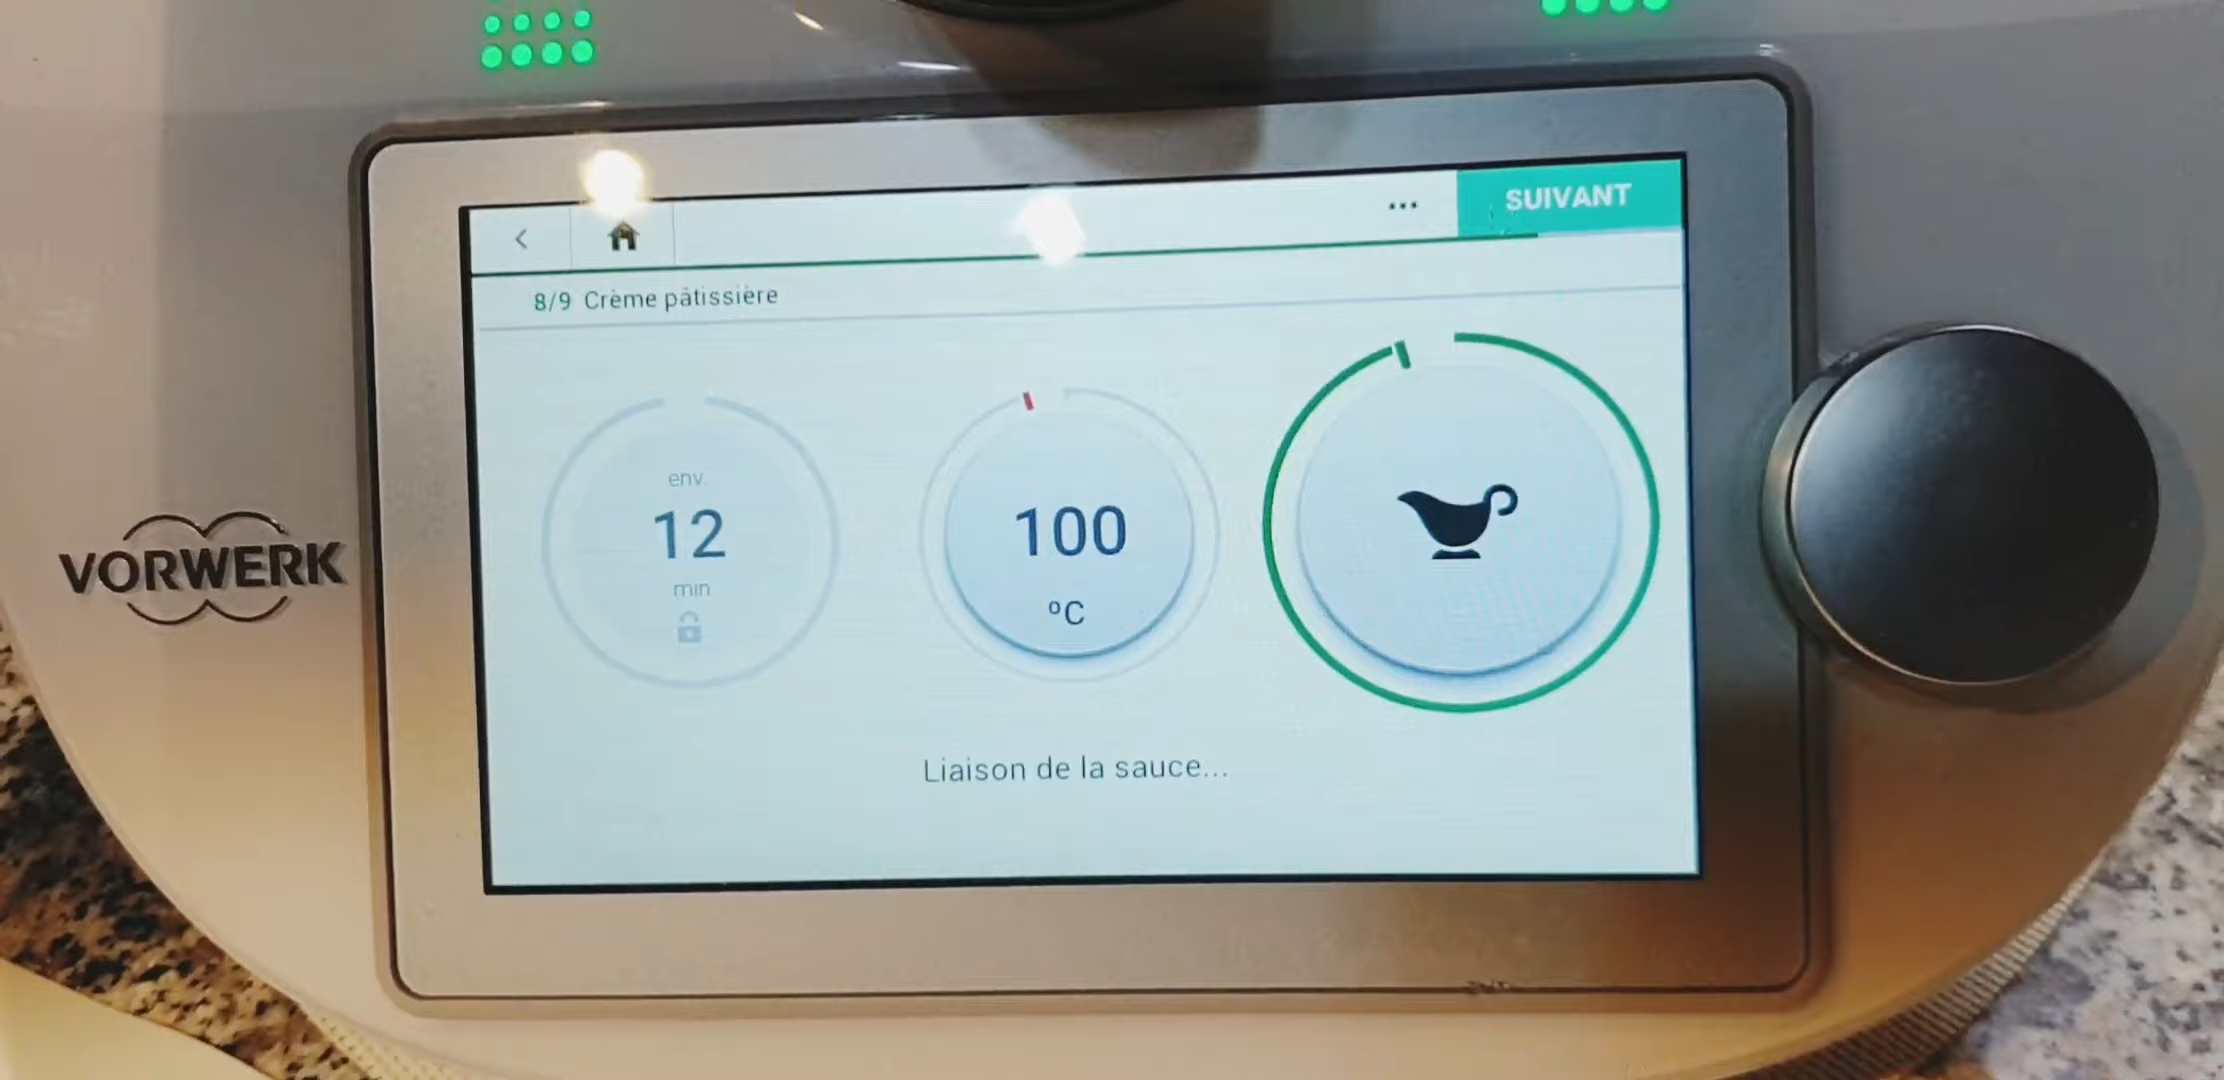 SUIVANT
8/9 Crème pâtissière
env.
12
min
100
°C
Liaison de la sauce...
VORWERK